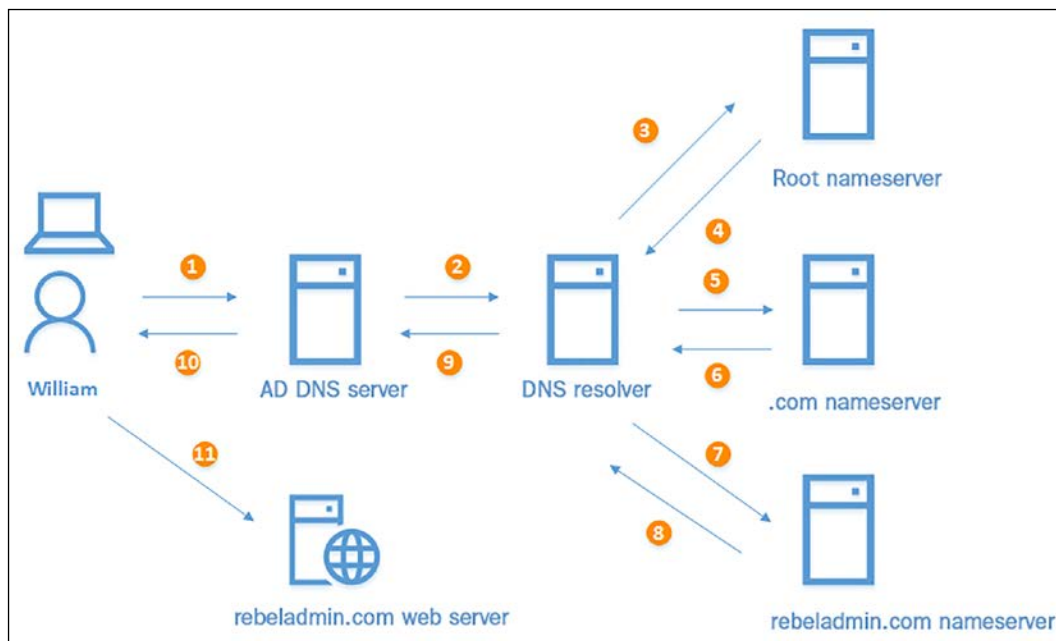 3
Root nameserver
4
1
2
5
10
9
6
William
AD DNS server
DNS resolver
.com nameserver
11
7
8
rebeladmin.com web server
rebeladmin.com nameserver